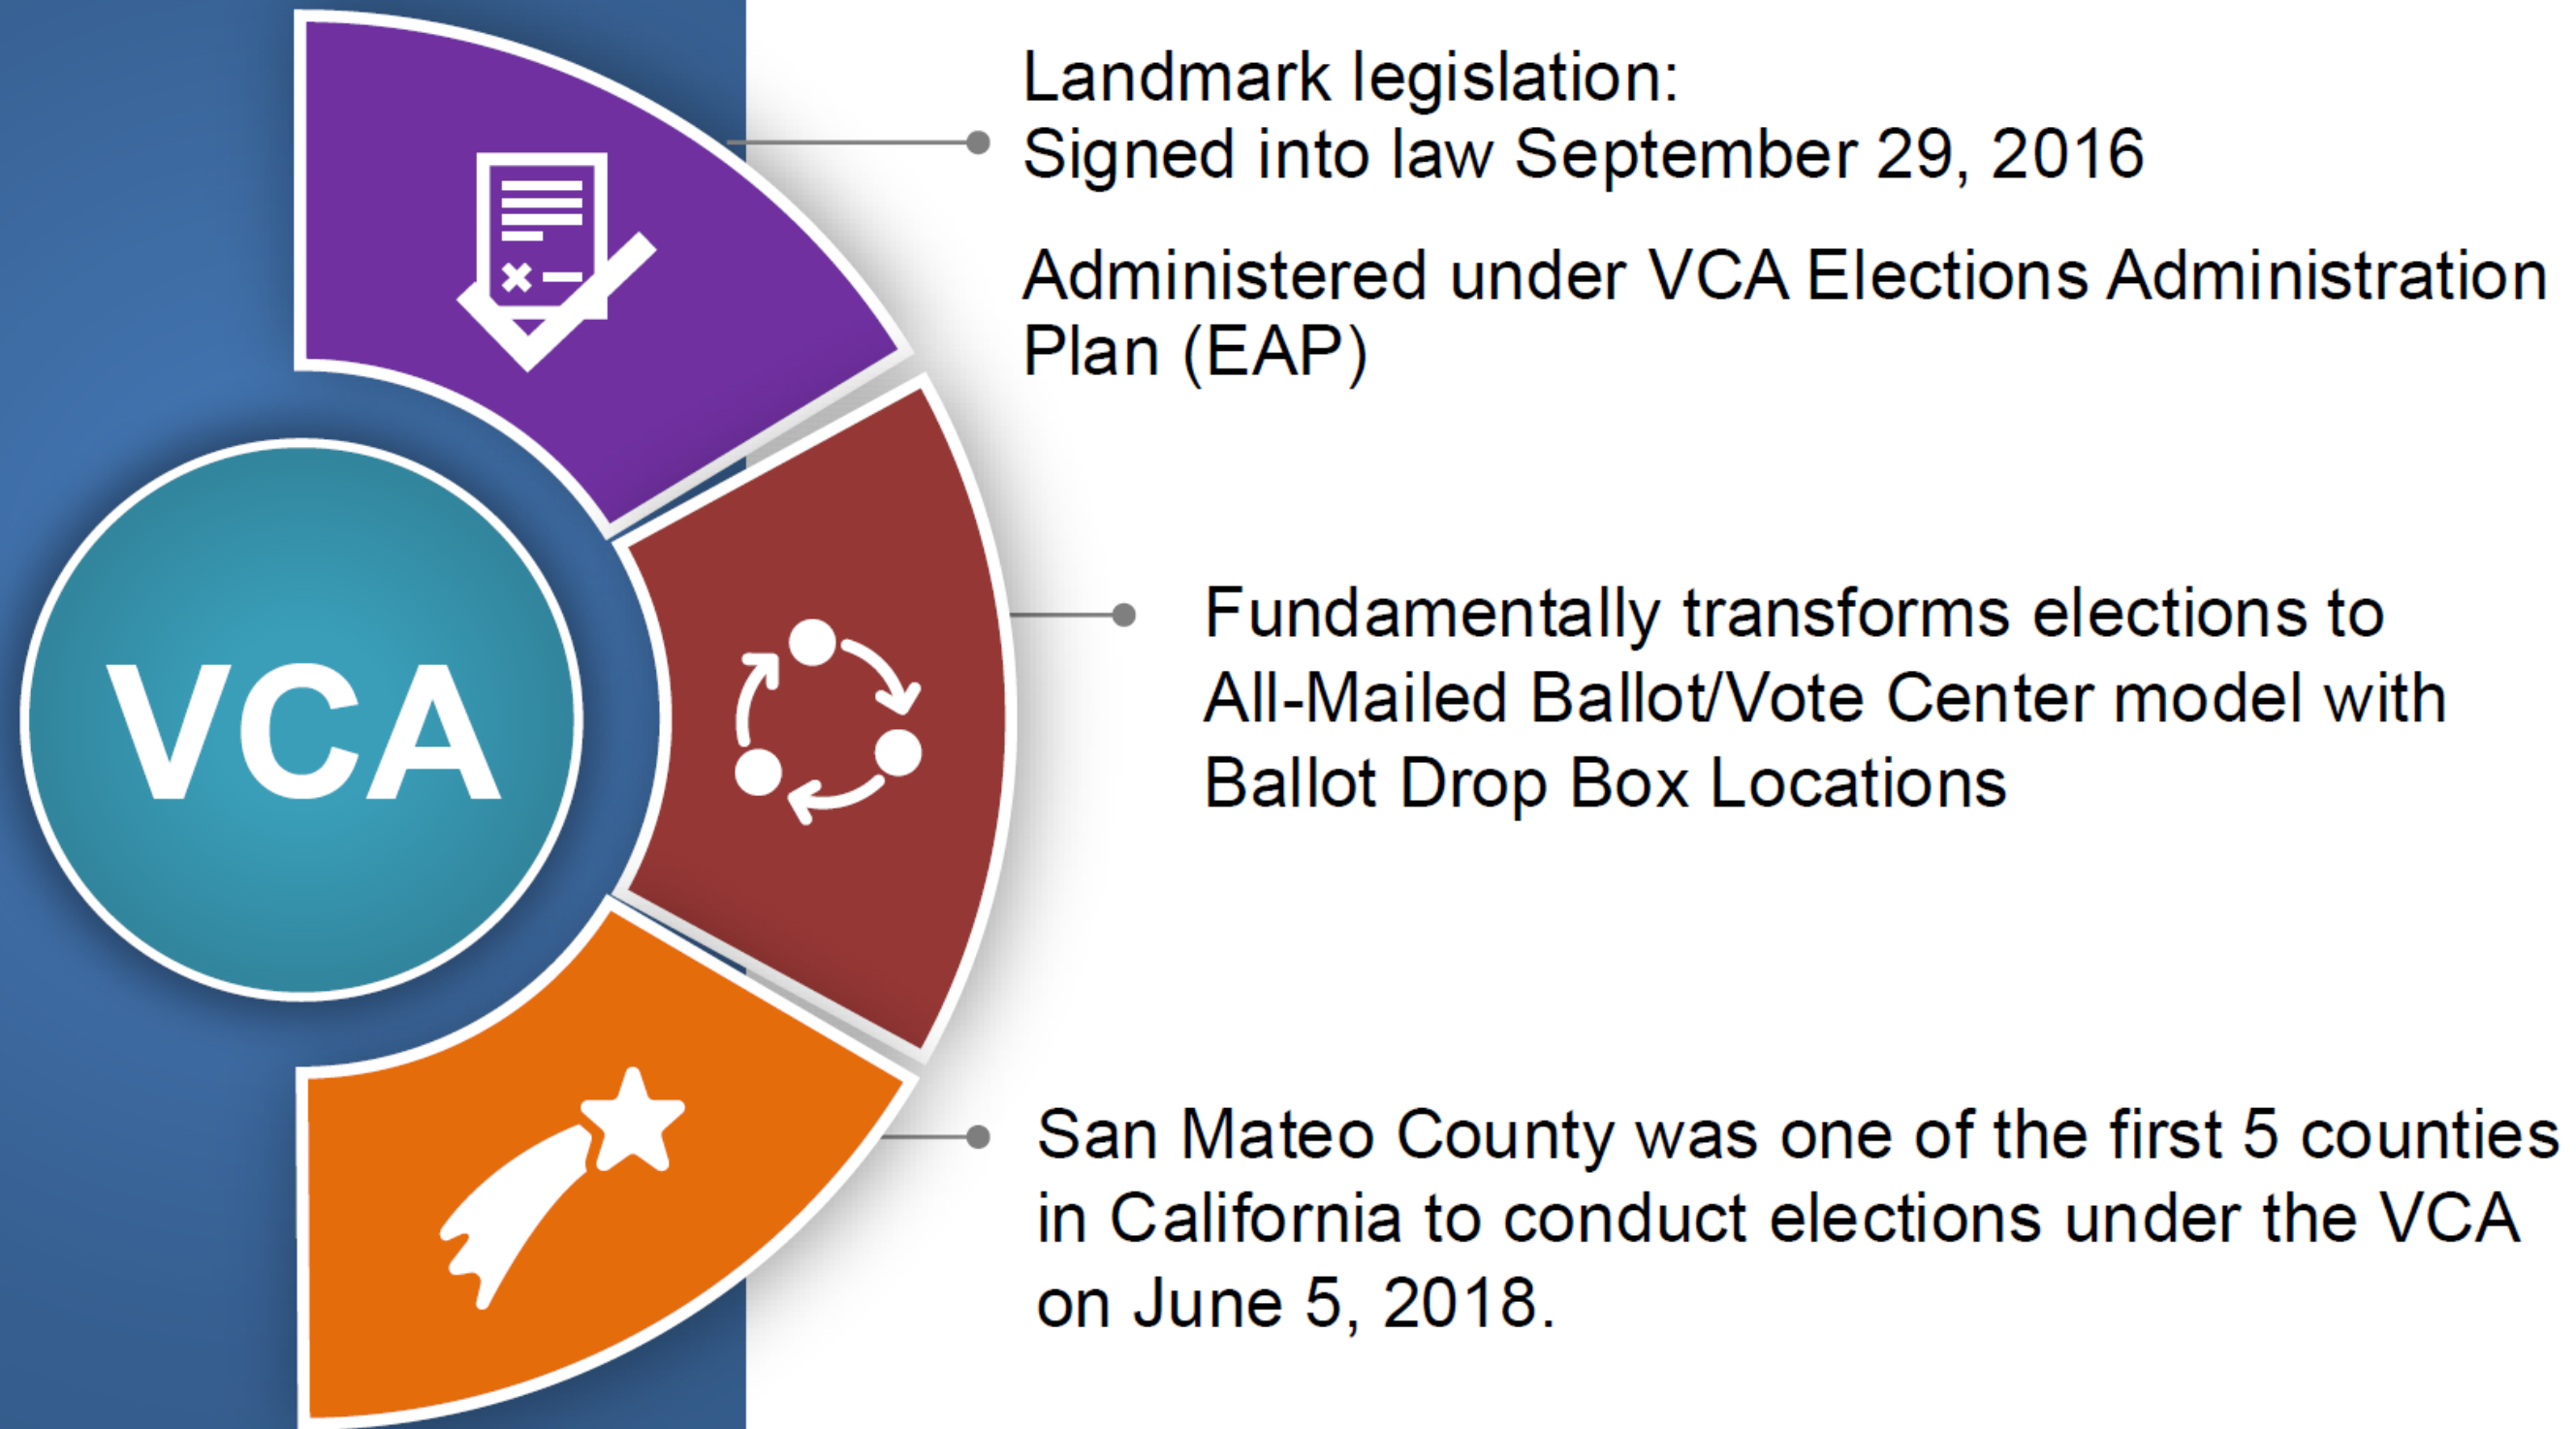 VCA
Landmark legislation:
Signed into law September 29, 2016
Administered under VCA Elections Administration
Plan (EAP)
Fundamentally transforms elections to
All-Mailed Ballot/Vote Center model with
Ballot Drop Box Locations
San Mateo County was one of the first 5 counties
in California to conduct elections under the VCA
on June 5, 2018.